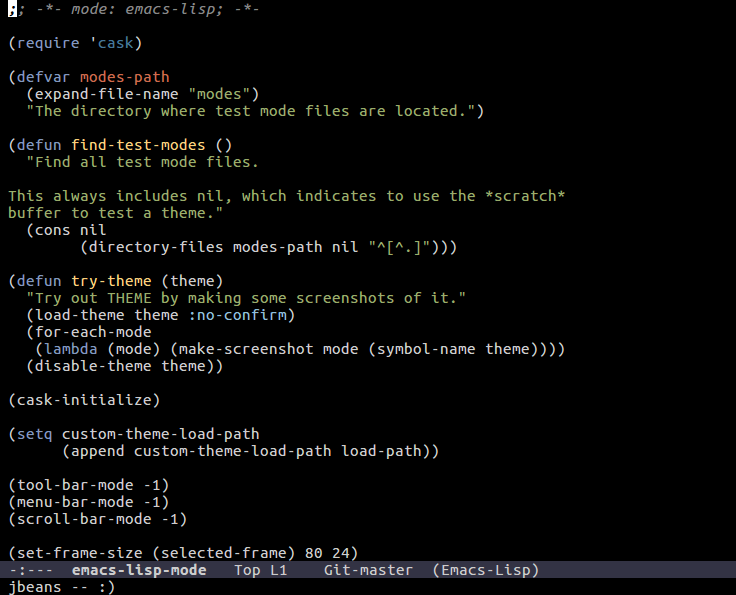 ;; -*- mode: emacs-lisp; -*-

(require 'cask)

(defvar modes-path
  (expand-file-name "modes")
  "The directory where test mode files are located.")

(defun find-test-modes ()
  "Find all test mode files.

This always includes nil, which indicates to use the *scratch*
buffer to test a theme."
  (cons nil
        (directory-files modes-path nil "^[^.]")))

(defun try-theme (theme)
  "Try out THEME by making some screenshots of it."
  (load-theme theme :no-confirm)
  (for-each-mode
   (lambda (mode) (make-screenshot mode (symbol-name theme))))
  (disable-theme theme))

(cask-initialize)

(setq custom-theme-load-path
      (append custom-theme-load-path load-path))

(tool-bar-mode -1)
(menu-bar-mode -1)
(scroll-bar-mode -1)

(set-frame-size (selected-frame) 80 24)
-:---  emacs-lisp-mode   Top L1    Git-master  (Emacs-Lisp)
jbeans -- :)